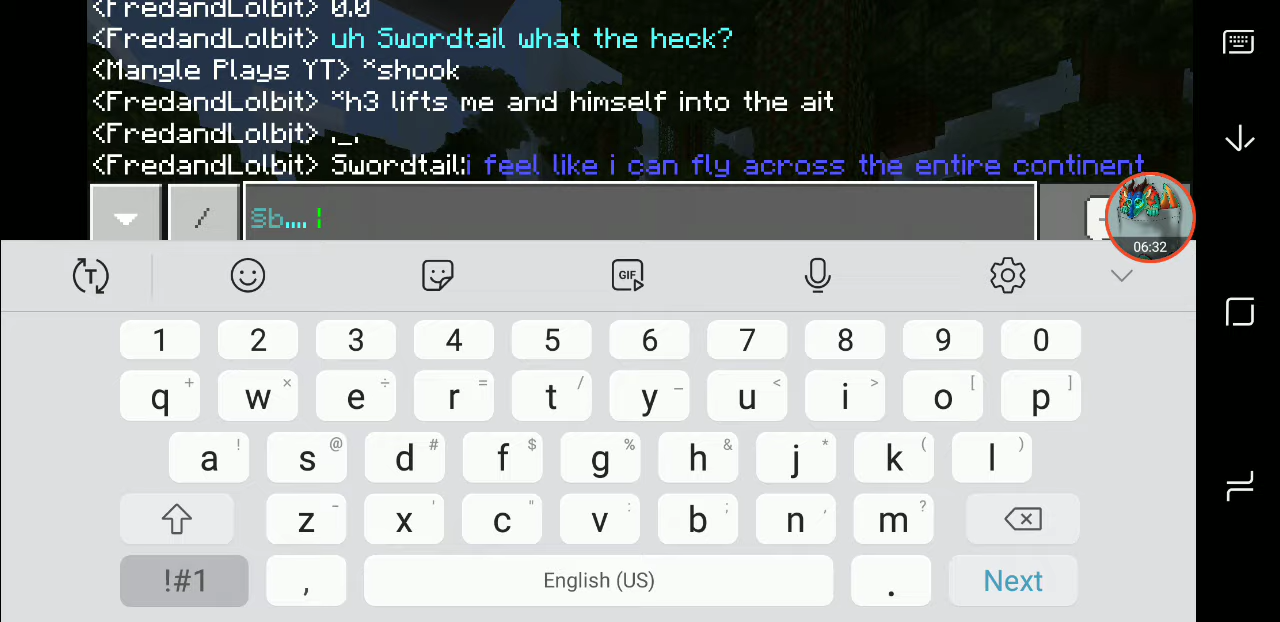 <FredandLolbit> 0.0
<FredandLolbit> uh Swordtail what the heck?
<Mangle Plays YT> *shook
<FredandLolbit> *h3 lifts me and himself into the ait
<FredandLolbit> ._.
<FredandLolbit> Swordtail:i feel like i can fly across the entire continent
/ §b....
06:32
T GIF
1 2 3 4 5 6 7 8 9 0
q + w × e ÷ r = t / y _ u < i > o [ p ]
a ! s @ d # f $ g % h & j * k ( l )
z - x ' c " v : b ; n , m ?
!#1 , English (US) . Next